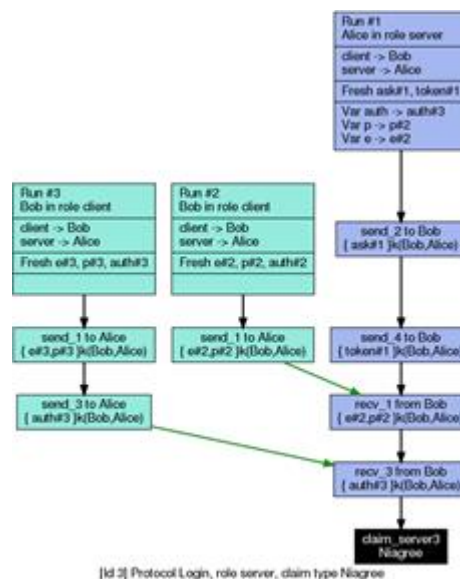 Run #1
Alice in role server
client -> Bob
server -> Alice
Fresh ask#1, token#1
Var auth -> auth#3
Var p -> p#2
Var e -> e#2
Run #3
Bob in role client
client -> Bob
server -> Alice
Fresh e#3, p#3, auth#3
Run #2
Bob in role client
client -> Bob
server -> Alice
Fresh e#2, p#2, auth#2
send_2 to Bob
{ ask#1 }k(Bob,Alice)
send_1 to Alice
{ e#3,p#3 }k(Bob,Alice)
send_1 to Alice
{ e#2,p#2 }k(Bob,Alice)
send_4 to Bob
{ token#1 }k(Bob,Alice)
send_3 to Alice
{ auth#3 }k(Bob,Alice)
recv_1 from Bob
{ e#2,p#2 }k(Bob,Alice)
recv_3 from Bob
{ auth#3 }k(Bob,Alice)
claim_server3
Niagree
[Id 3] Protocol Login, role server, claim type Niagree